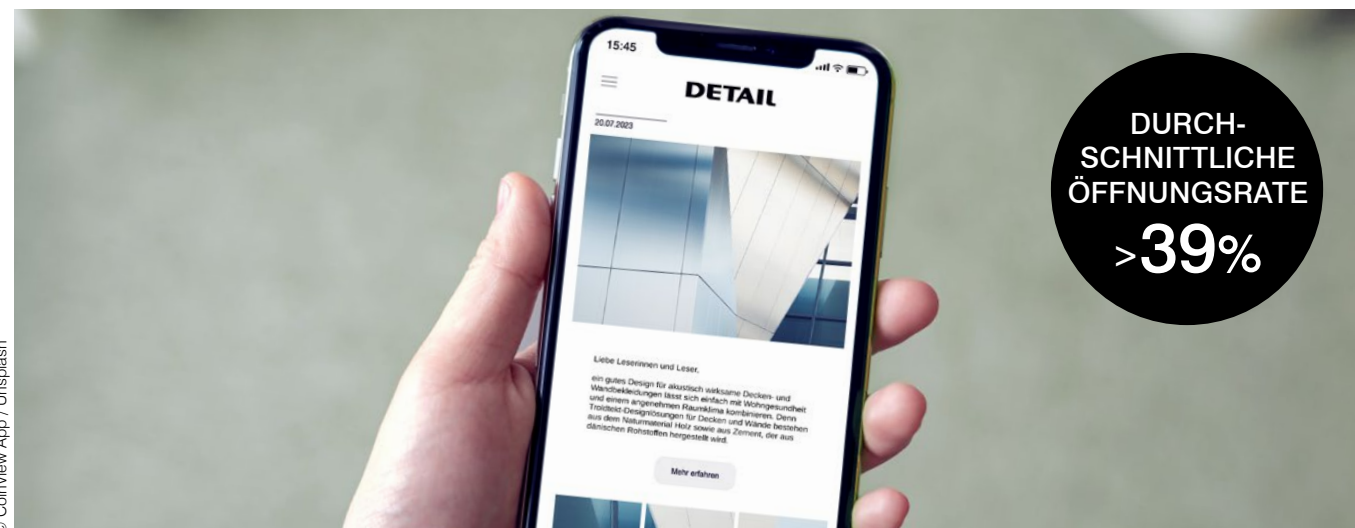 15:45
DETAIL
20.07.2023
Liebe Leserinnen und Leser,
ein gutes Design für akustisch wirksame Decken- und
Wandbekleidungen lässt sich einfach mit Wohngesundheit
und einem angenehmen Raumklima kombinieren. Denn
Troldtekt-Designlösungen für Decken und Wände bestehen
aus dem Naturmaterial Holz sowie aus Zement, der aus
dänischen Rohstoffen hergestellt wird.
Mehr erfahren
DURCH-
SCHNITTLICHE
ÖFFNUNGSRATE
>39%
© CoinView App / Unsplash